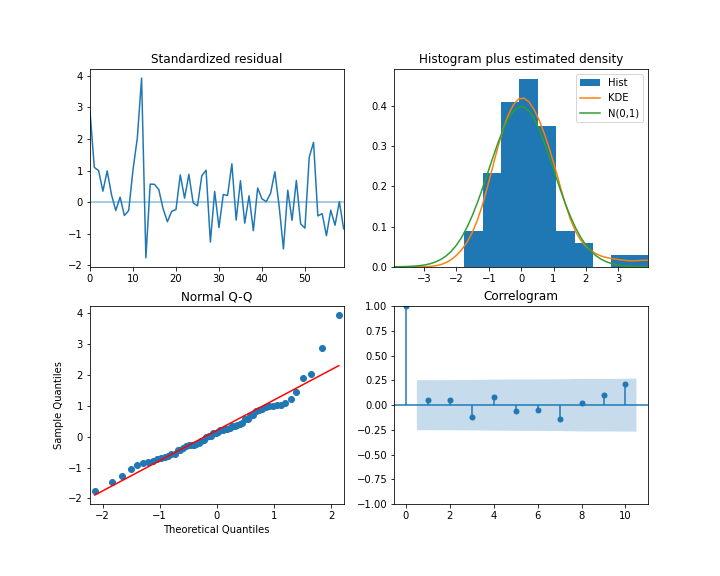 Standardized residual
4
3
2
1
0
−1
−2
0 10 20 30 40 50
Histogram plus estimated density
Hist
KDE
N(0,1)
0.4
0.3
0.2
0.1
0.0
−3 −2 −1 0 1 2 3
Normal Q-Q
Sample Quantiles
4
3
2
1
0
−1
−2
−2 −1 0 1 2
Theoretical Quantiles
Correlogram
1.00
0.75
0.50
0.25
0.00
−0.25
−0.50
−0.75
−1.00
0 2 4 6 8 10